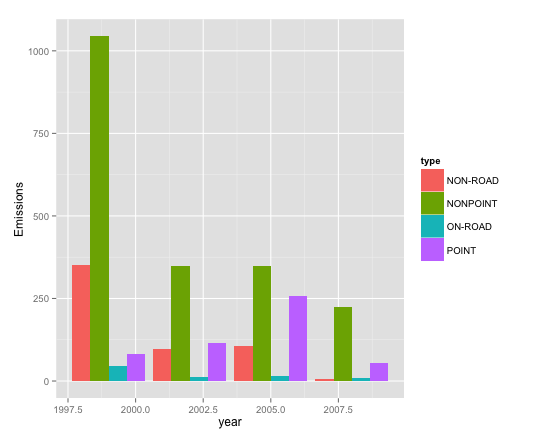 1000
750
500
250
0
Emissions
1997.5 2000.0 2002.5 2005.0 2007.5
year
type
NON-ROAD
NONPOINT
ON-ROAD
POINT